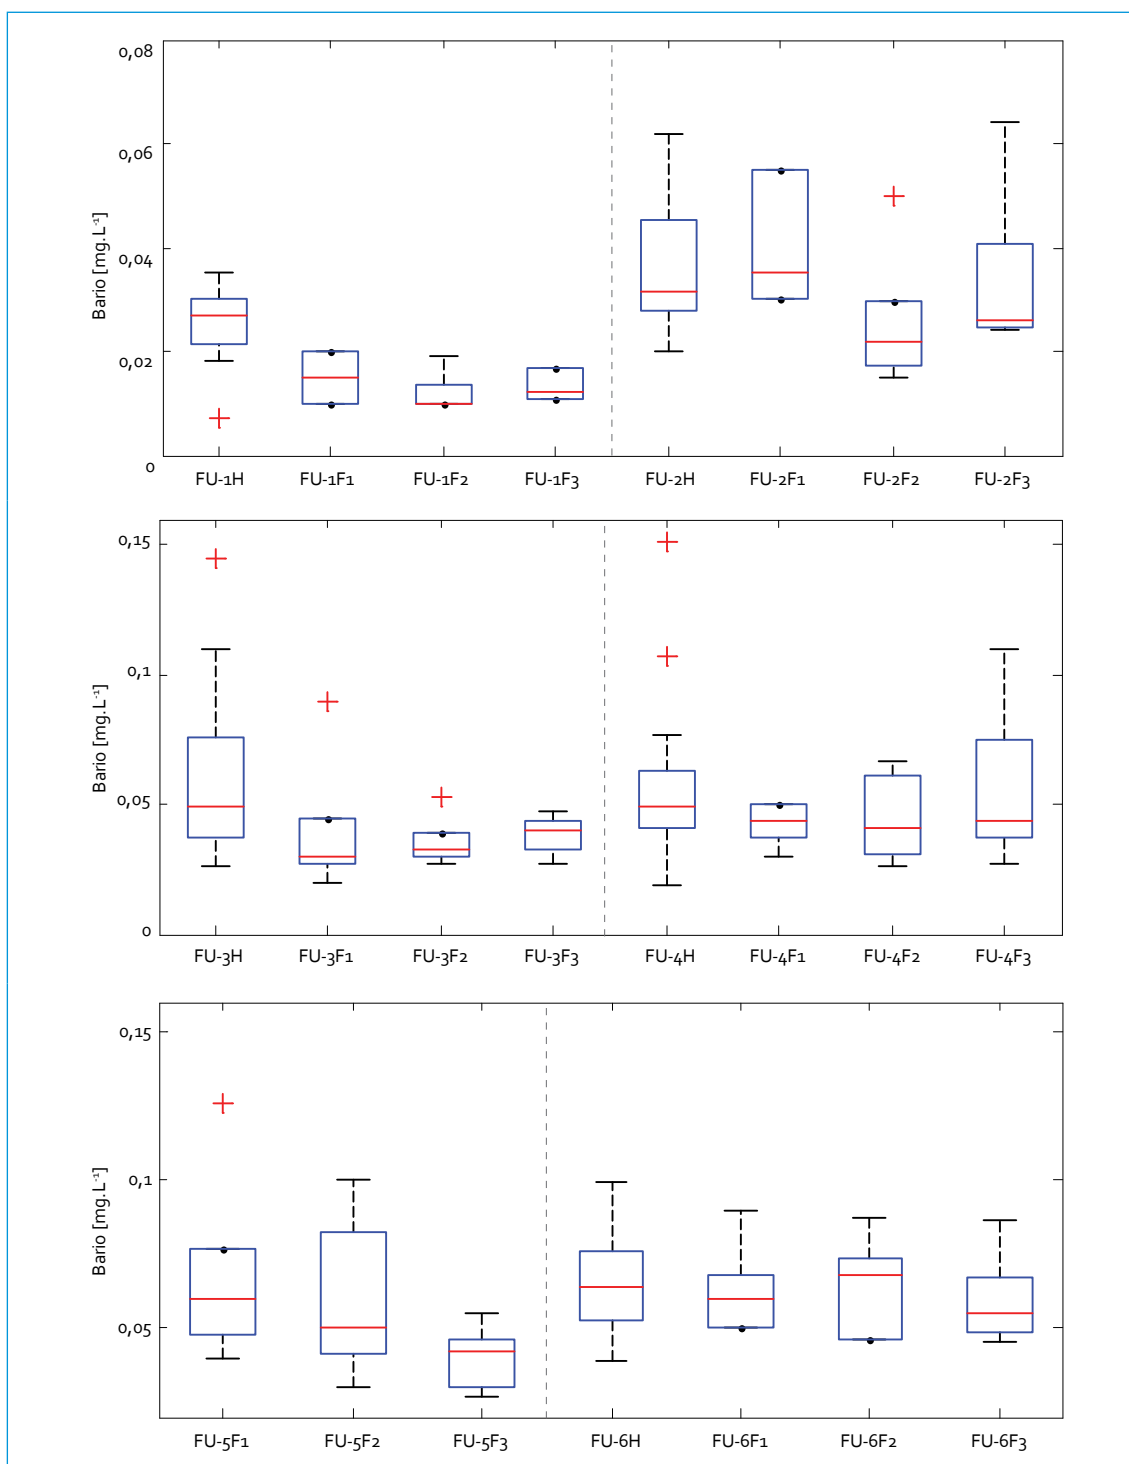 0,08
0,06
0,04
0,02
0
Bario [mg.L-1]
FU-1H FU-1F1 FU-1F2 FU-1F3 FU-2H FU-2F1 FU-2F2 FU-2F3
0,15
0,1
0,05
0
Bario [mg.L-1]
FU-3H FU-3F1 FU-3F2 FU-3F3 FU-4H FU-4F1 FU-4F2 FU-4F3
0,15
0,1
0,05
Bario [mg.L-1]
FU-5F1 FU-5F2 FU-5F3 FU-6H FU-6F1 FU-6F2 FU-6F3